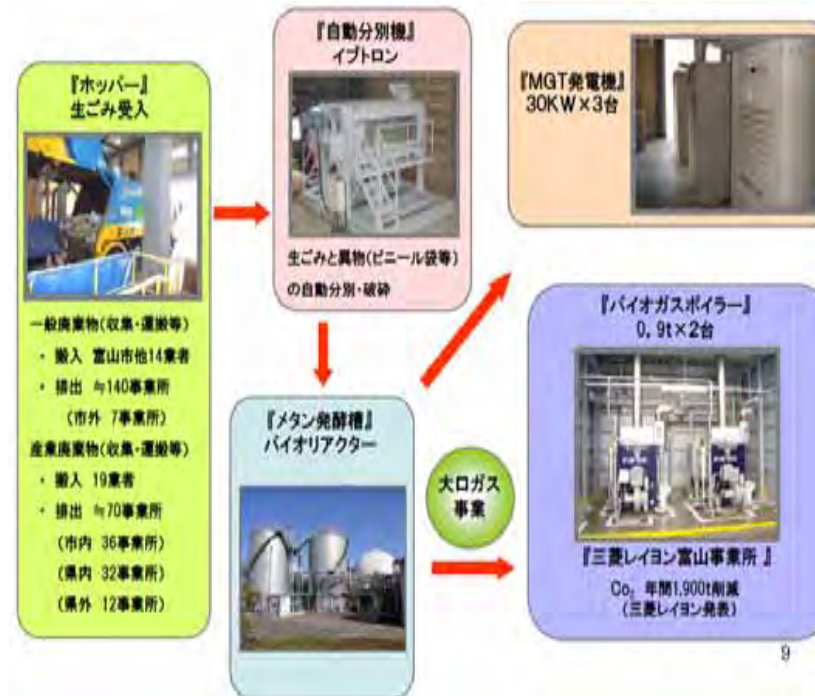 『ホッパー』
生ごみ受入
一般廃棄物(収集・運搬等)
・ 搬入 富山市他14業者
・ 排出 ≒140事業所
(市外 7事業所)
産業廃棄物(収集・運搬等)
・ 搬入 19業者
・ 排出 ≒70事業所
(市内 36事業所)
(県内 32事業所)
(県外 12事業所)
『自動分別機』
イプトロン
生ごみと異物(ビニール袋等)
の自動分別・破砕
『メタン発酵槽』
バイオリアクター
『MGT発電機』
30KW×3台
大口ガス
事業
『バイオガスボイラー』
0.9t×2台
『三菱レイヨン富山事業所 』
Co₂ 年間1,900t削減
(三菱レイヨン発表)
9